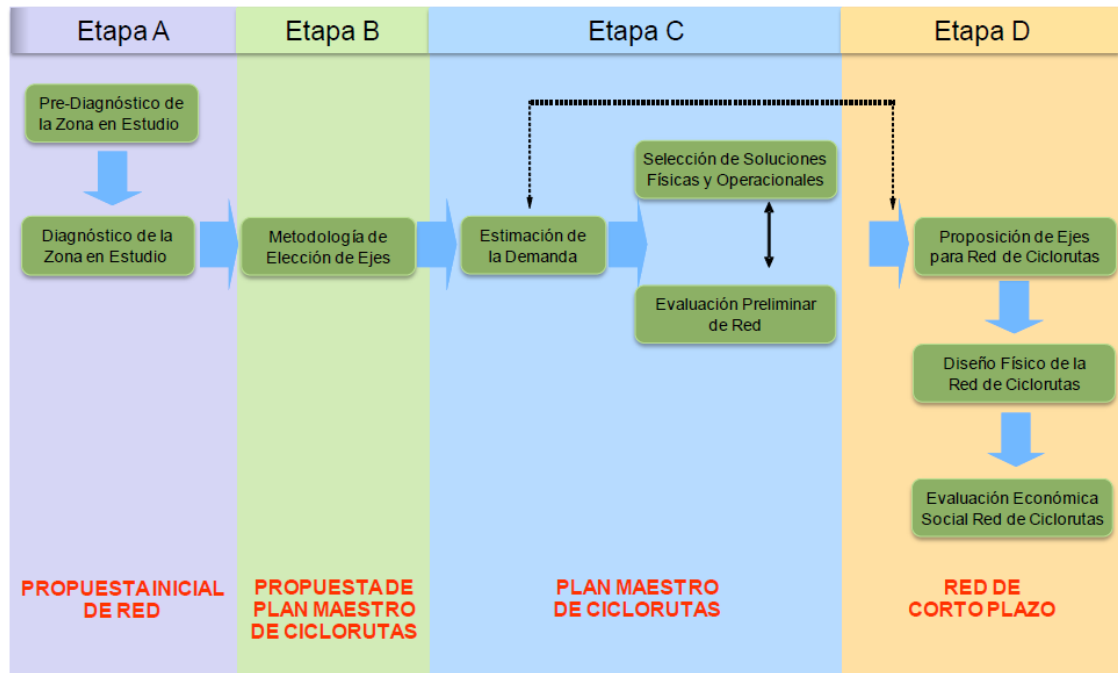 Etapa A
Etapa B
Etapa C
Etapa D
Pre-Diagnóstico de
la Zona en Estudio
Diagnóstico de la
Zona en Estudio
Metodología de
Elección de Ejes
Estimación de
la Demanda
Selección de Soluciones
Físicas y Operacionales
Evaluación Preliminar
de Red
Proposición de Ejes
para Red de Ciclorutas
Diseño Físico de la
Red de Ciclorutas
Evaluación Económica
Social Red de Ciclorutas
PROPUESTA INICIAL
DE RED
PROPUESTA DE
PLAN MAESTRO
DE CICLORUTAS
PLAN MAESTRO
DE CICLORUTAS
RED DE
CORTO PLAZO